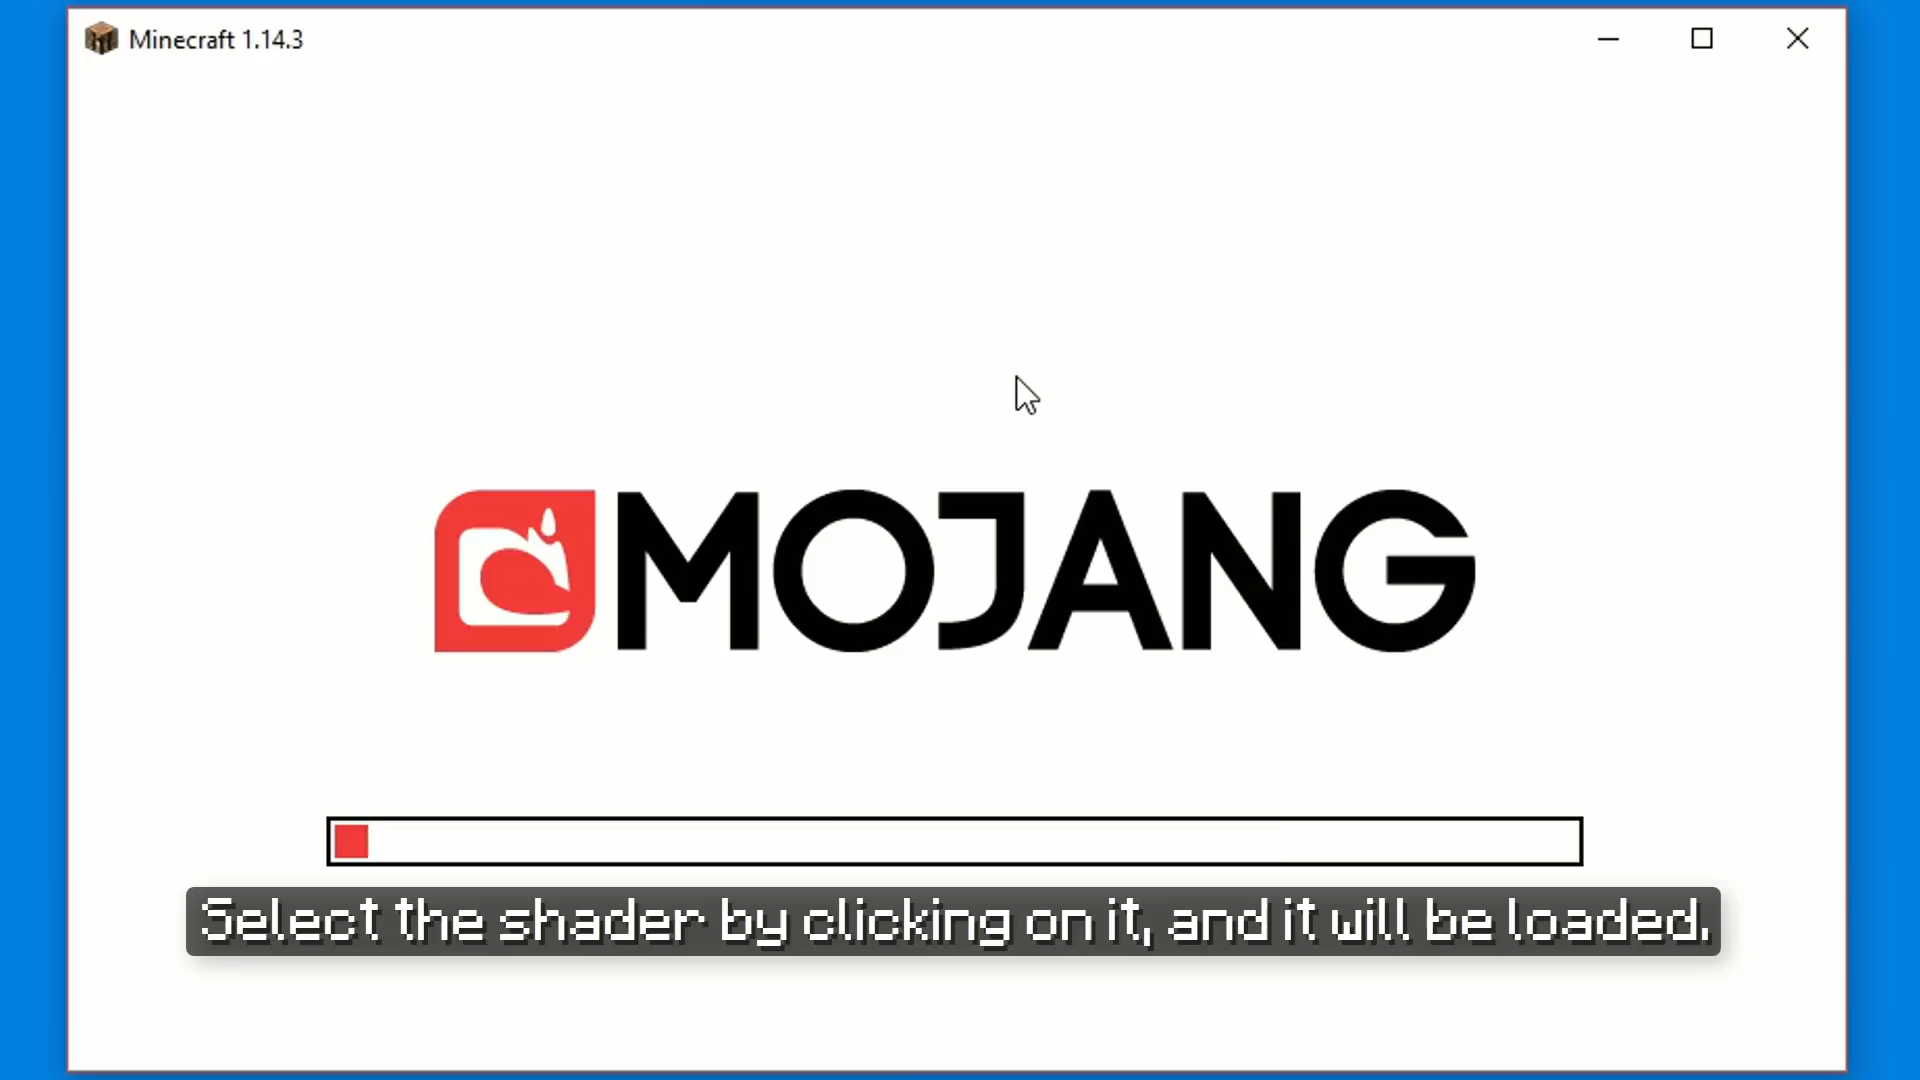 Minecraft 1.14.3
MOJANG
Select the shader by clicking on it, and it will be loaded.